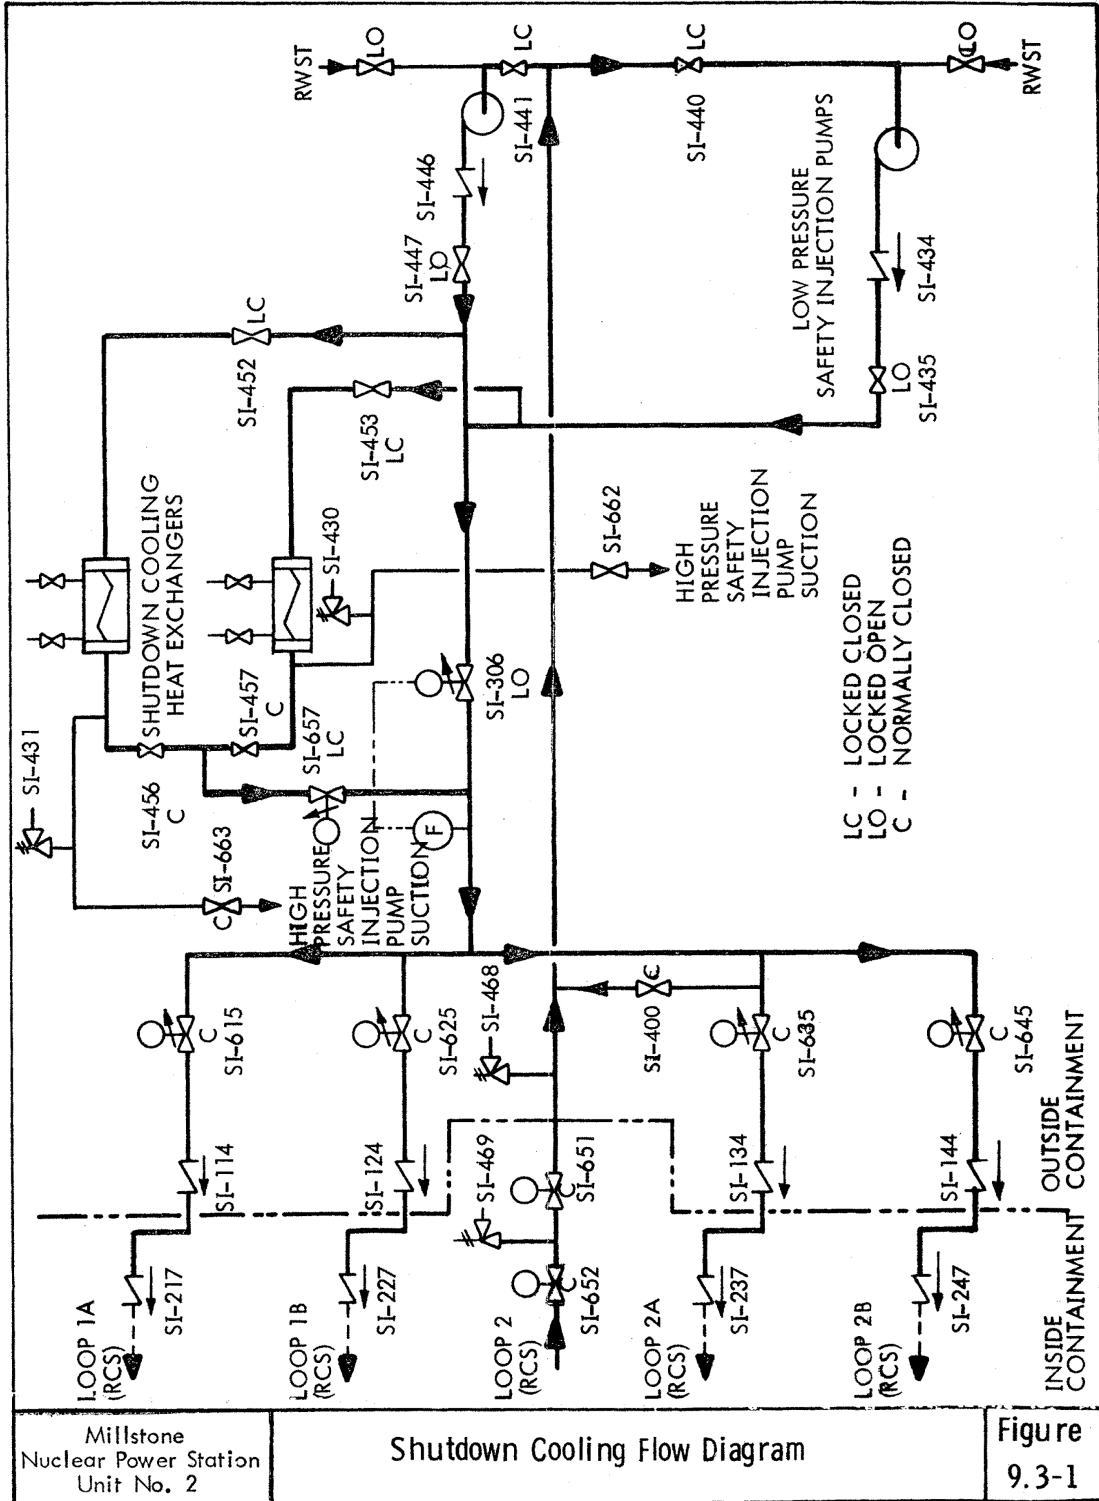 RWST
LO
LC
SI-441
LC
SI-440
LO
RWST
SI-446
SI-447
LO
LOW PRESSURE
SAFETY INJECTION PUMPS
SI-434
LO
SI-435
LC
SI-452
SI-453
LC
SHUTDOWN COOLING
HEAT EXCHANGERS
SI-430
SI-662
HIGH
PRESSURE
SAFETY
INJECTION
PUMP
SUCTION
SI-306
LO
SI-457
C
SI-657
LC
SI-431
SI-456
C
SI-663
C
HIGH
PRESSURE
SAFETY
INJECTION
PUMP
SUCTION
F
LC - LOCKED CLOSED
LO - LOCKED OPEN
C - NORMALLY CLOSED
C
SI-615
C
SI-625
SI-468
C
SI-400
C
SI-635
C
SI-645
SI-114
SI-124
SI-469
C
SI-651
SI-134
SI-144
OUTSIDE
CONTAINMENT
SI-217
SI-227
C
SI-652
SI-237
SI-247
LOOP 1A
(RCS)
LOOP 1B
(RCS)
LOOP 2
(RCS)
LOOP 2A
(RCS)
LOOP 2B
(RCS)
INSIDE
CONTAINMENT
Millstone
Nuclear Power Station
Unit No. 2
Shutdown Cooling Flow Diagram
Figure
9.3-1